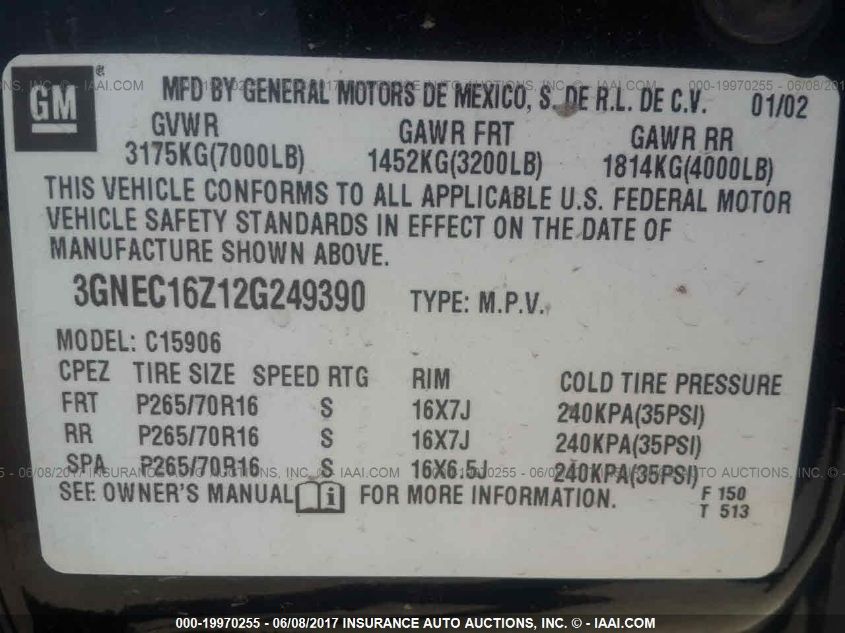 GM ®
MFD BY GENERAL MOTORS DE MEXICO, S. DE R.L. DE C.V. 01/02
GVWR GAWR FRT GAWR RR
3175KG(7000LB) 1452KG(3200LB) 1814KG(4000LB)
THIS VEHICLE CONFORMS TO ALL APPLICABLE U.S. FEDERAL MOTOR
VEHICLE SAFETY STANDARDS IN EFFECT ON THE DATE OF
MANUFACTURE SHOWN ABOVE.
3GNEC16Z12G249390 TYPE: M.P.V.
MODEL: C15906
CPEZ TIRE SIZE SPEED RTG RIM COLD TIRE PRESSURE
FRT P265/70R16 S 16X7J 240KPA(35PSI)
RR P265/70R16 S 16X7J 240KPA(35PSI)
SPA P265/70R16 S 16X6.5J 240KPA(35PSI)
SEE OWNER'S MANUAL i FOR MORE INFORMATION.
F 150
T 513
000-19970255 - 06/08/2017 INSURANCE AUTO AUCTIONS, INC. © - IAAI.COM